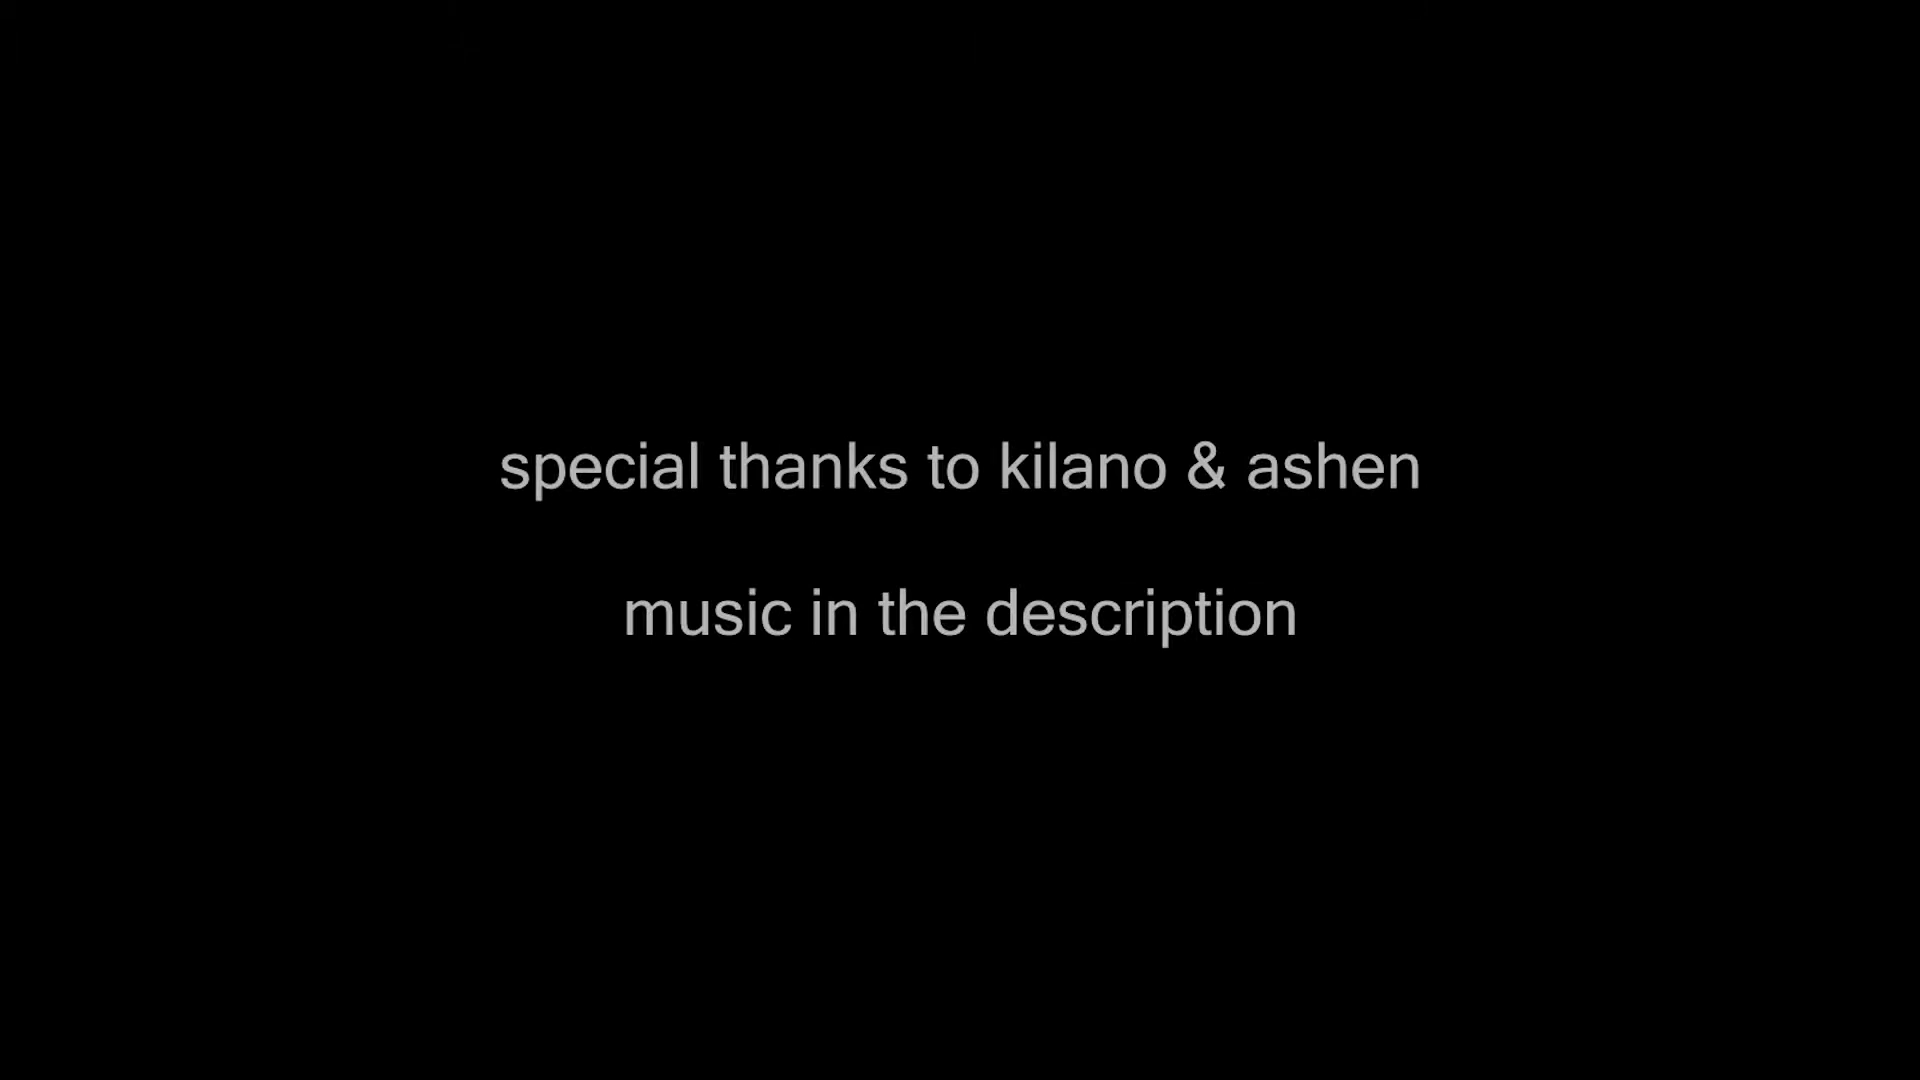 special thanks to kilano & ashen
music in the description